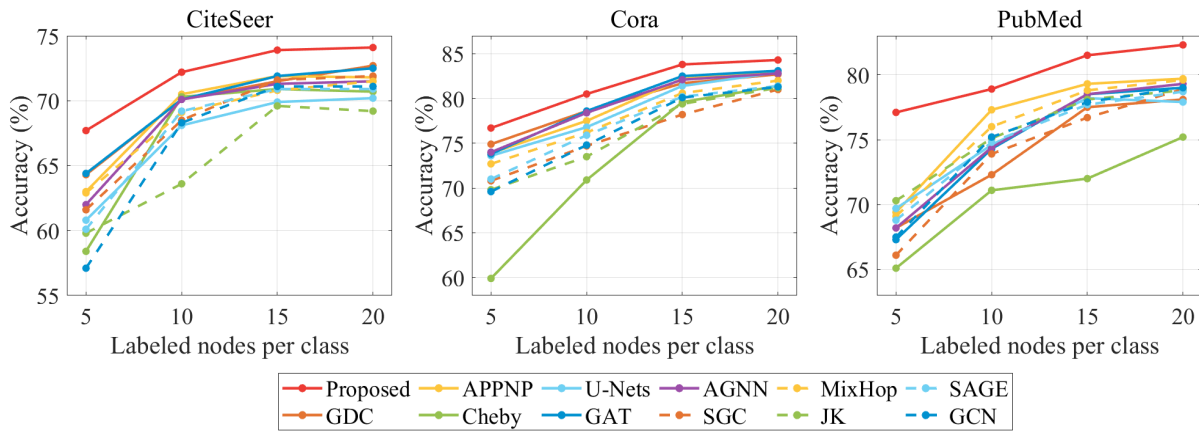 CiteSeer
75
70
65
60
55
5
10
15
20
Accuracy (%)
Labeled nodes per class
Cora
85
80
75
70
65
60
5
10
15
20
Accuracy (%)
Labeled nodes per class
PubMed
80
75
70
65
5
10
15
20
Accuracy (%)
Labeled nodes per class
Proposed APPNP U-Nets AGNN MixHop SAGE
GDC Cheby GAT SGC JK GCN